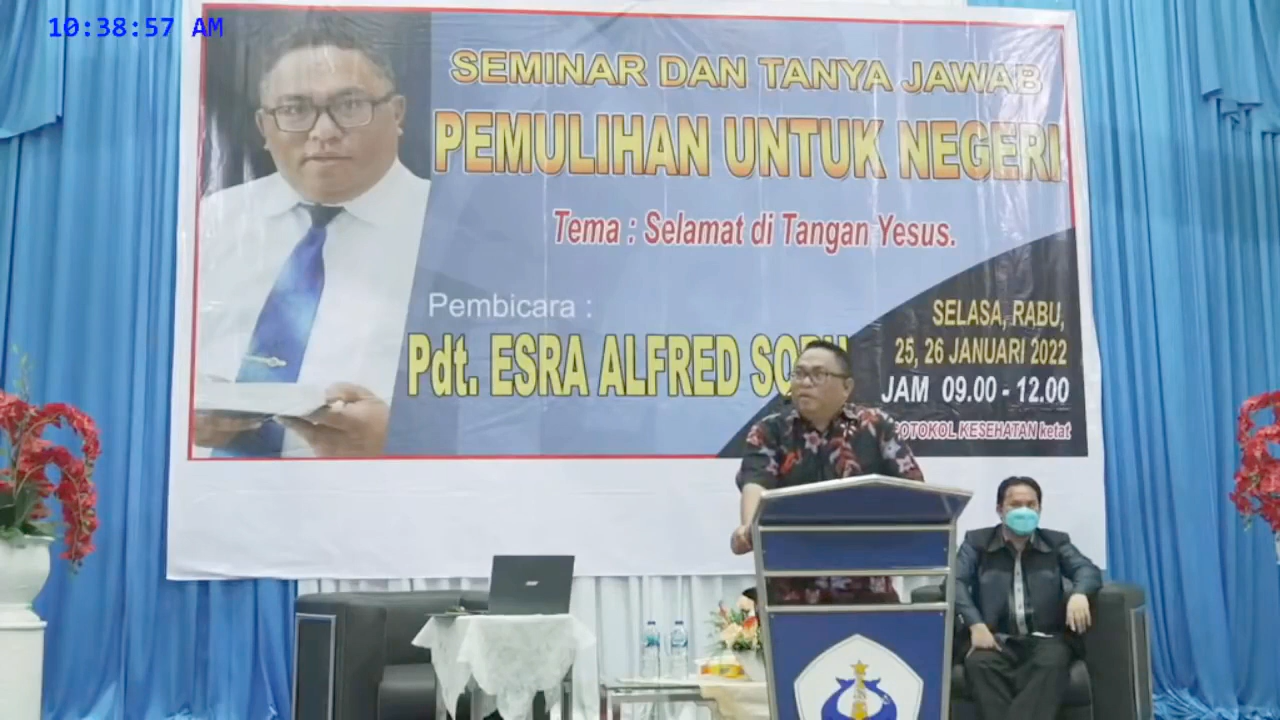 10:38:57 AM
SEMINAR DAN TANYA JAWAB
PEMULIHAN UNTUK NEGERI
Tema : Selamat di Tangan Yesus.
Pembicara :
Pdt. ESRA ALFRED
SELASA, RABU,
25, 26 JANUARI 2022
JAM 09.00 - 12.00
KESEHATAN ketat